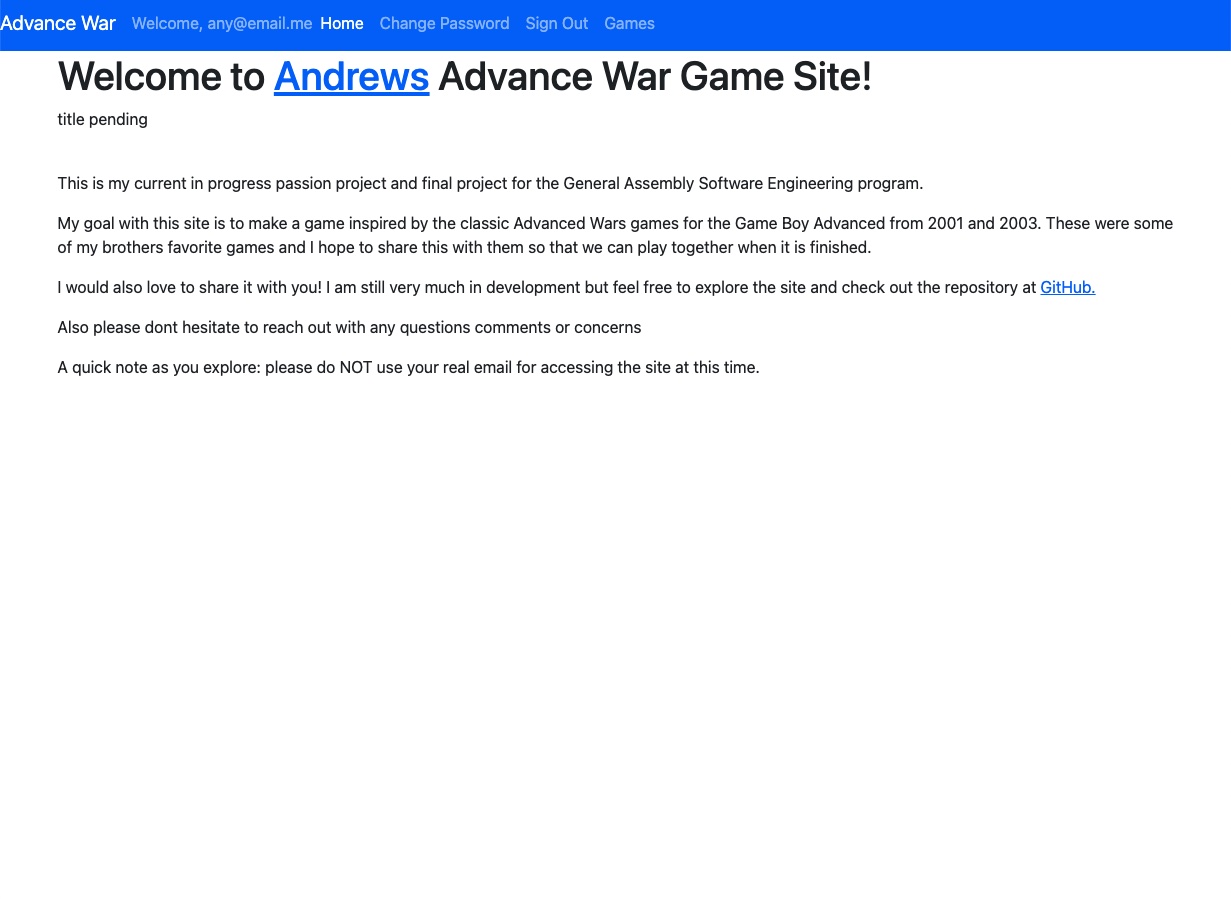 Advance War Welcome, any@email.me Home Change Password Sign Out Games
Welcome to Andrews Advance War Game Site!
title pending
This is my current in progress passion project and final project for the General Assembly Software Engineering program.
My goal with this site is to make a game inspired by the classic Advanced Wars games for the Game Boy Advanced from 2001 and 2003. These were some
of my brothers favorite games and I hope to share this with them so that we can play together when it is finished.
I would also love to share it with you! I am still very much in development but feel free to explore the site and check out the repository at GitHub.
Also please dont hesitate to reach out with any questions comments or concerns
A quick note as you explore: please do NOT use your real email for accessing the site at this time.